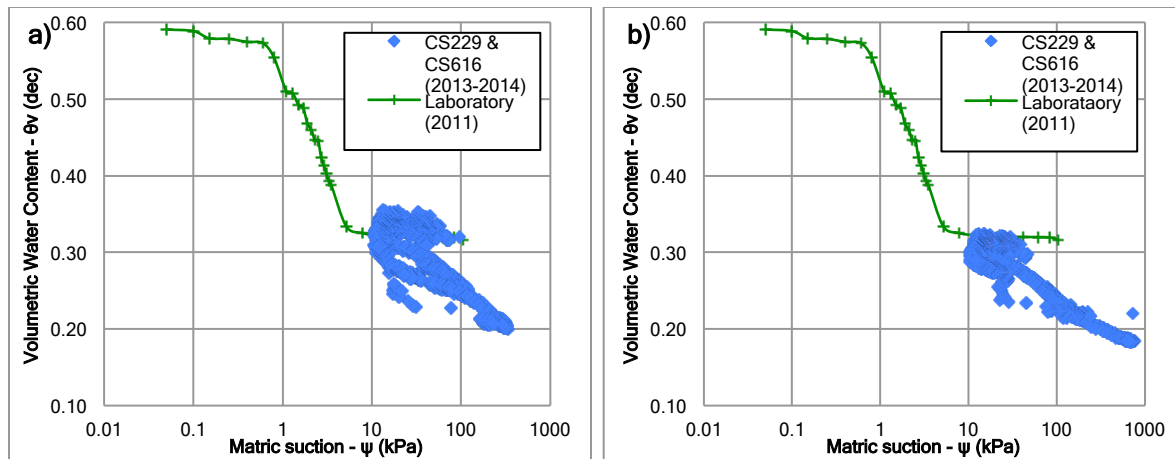 a)
0.60
0.50
0.40
0.30
0.20
0.10
Volumetric Water Content - θv (dec)
CS229 &
CS616
(2013-2014)
Laboratory
(2011)
0.01
0.1
1
10
100
1000
Matric suction - ψ (kPa)
b)
0.60
0.50
0.40
0.30
0.20
0.10
Volumetric Water Content - θv (dec)
CS229 &
CS616
(2013-2014)
Laborataory
(2011)
0.01
0.1
1
10
100
1000
Matric suction - ψ (kPa)